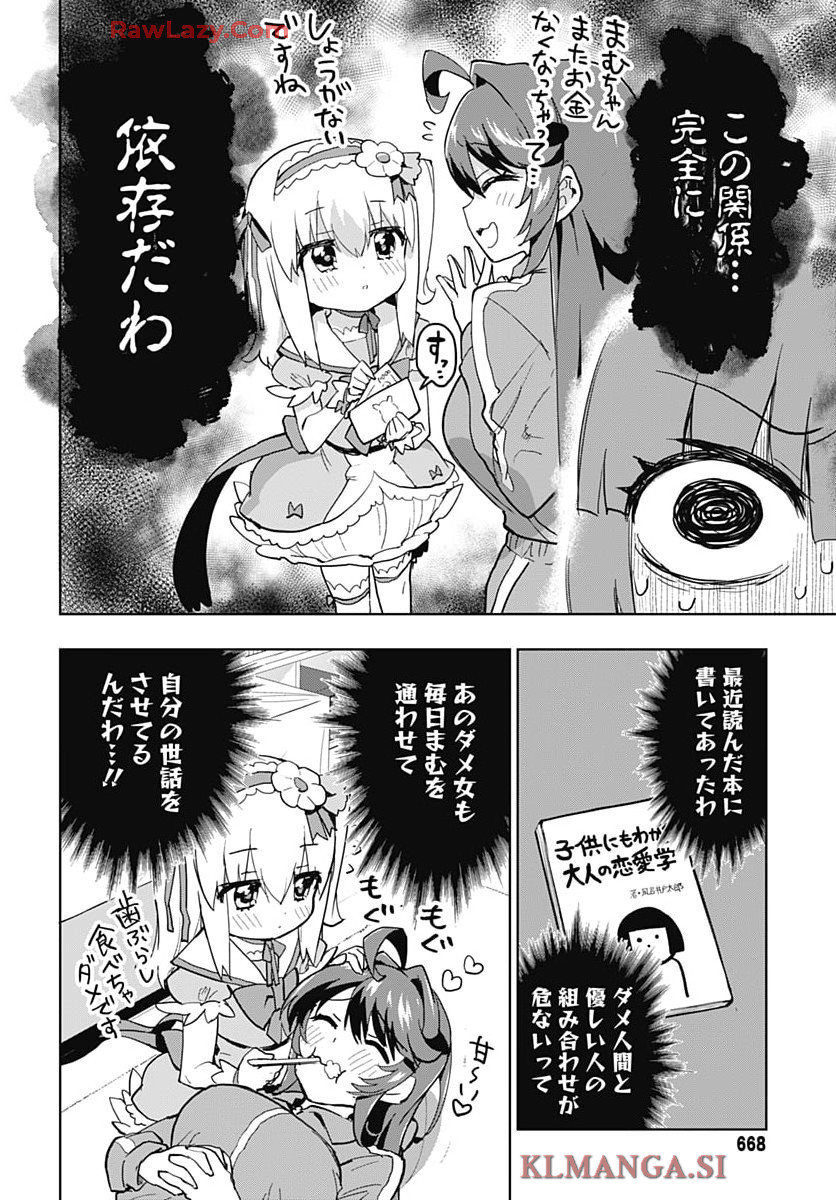 RawLazy.Com
この関係…
完全に
依存だわ
まむちゃん
またお金
なくなっちゃって…
しょうがない
ですね
すっ…
最近読んだ本に
書いてあったわ
子供にもわか
大人の恋愛学
ダメ人間と
優しい人の
組み合わせが
危ないって
あのダメ女も
毎日まむを
通わせて
自分の世話を
させてる
んだわ…!!
もぐ
もぐ
歯ぶらし
食べちゃ
ダメです
甘〜い♡
668
KLMANGA.SI